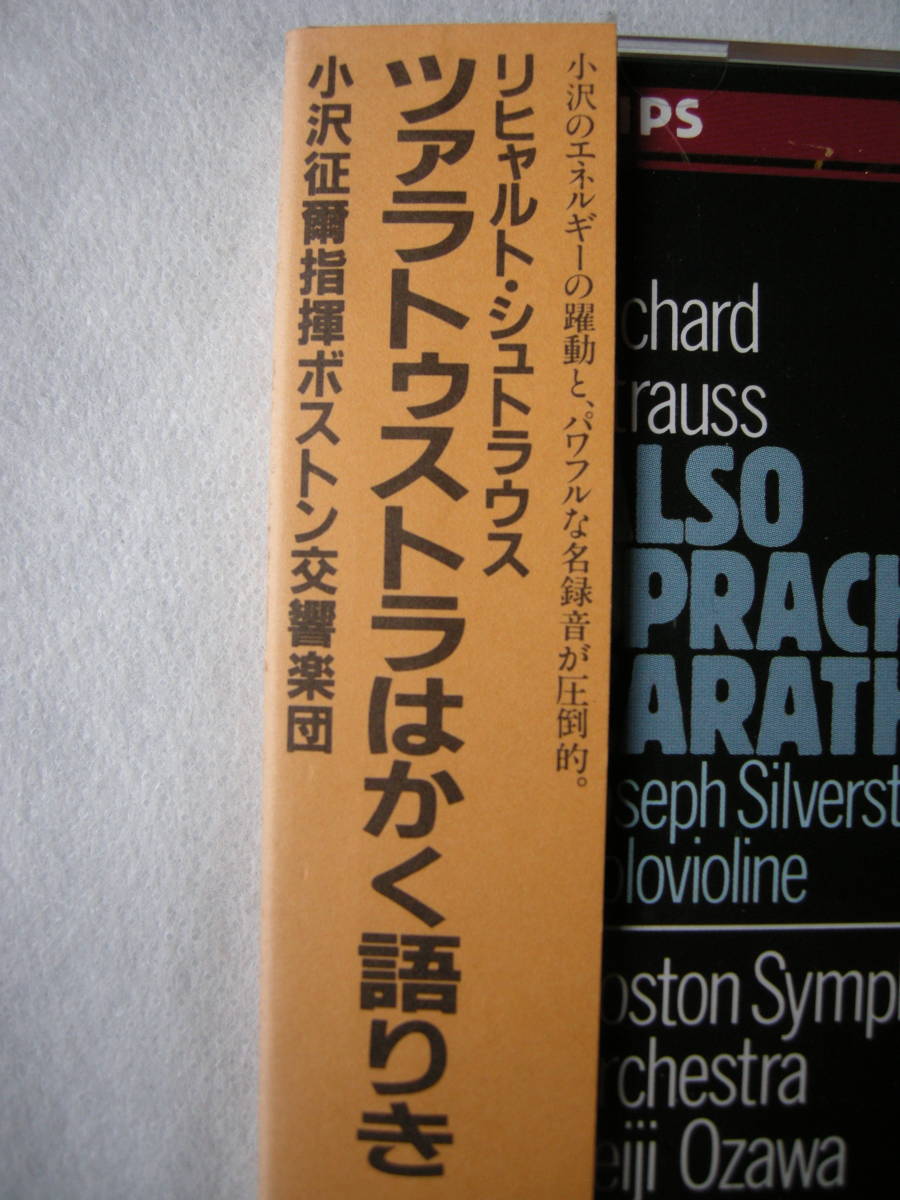 小沢のエネルギーの躍動と、パワフルな名録音が圧倒的。
リヒャルト・シュトラウス
ツァラトゥストラはかく語りき
小沢征爾指揮ボストン交響楽団
IPS
chard
trauss
LSO
PRACH
ARATH
seph Silverst
olovioline
oston Symp
rchestra
eiji Ozawa